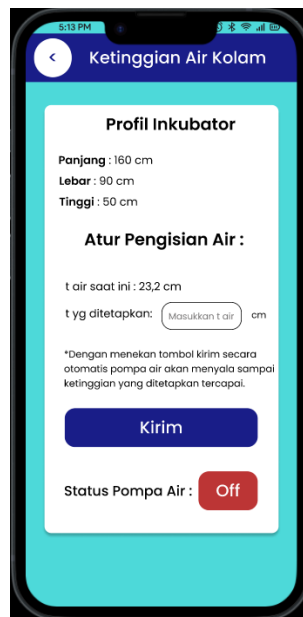 5:13 PM
Ketinggian Air Kolam
Profil Inkubator
Panjang : 160 cm
Lebar : 90 cm
Tinggi : 50 cm
Atur Pengisian Air :
t air saat ini : 23,2 cm
t yg ditetapkan: Masukkan t air cm
*Dengan menekan tombol kirim secara
otomatis pompa air akan menyala sampai
ketinggian yang ditetapkan tercapai.
Kirim
Status Pompa Air : Off